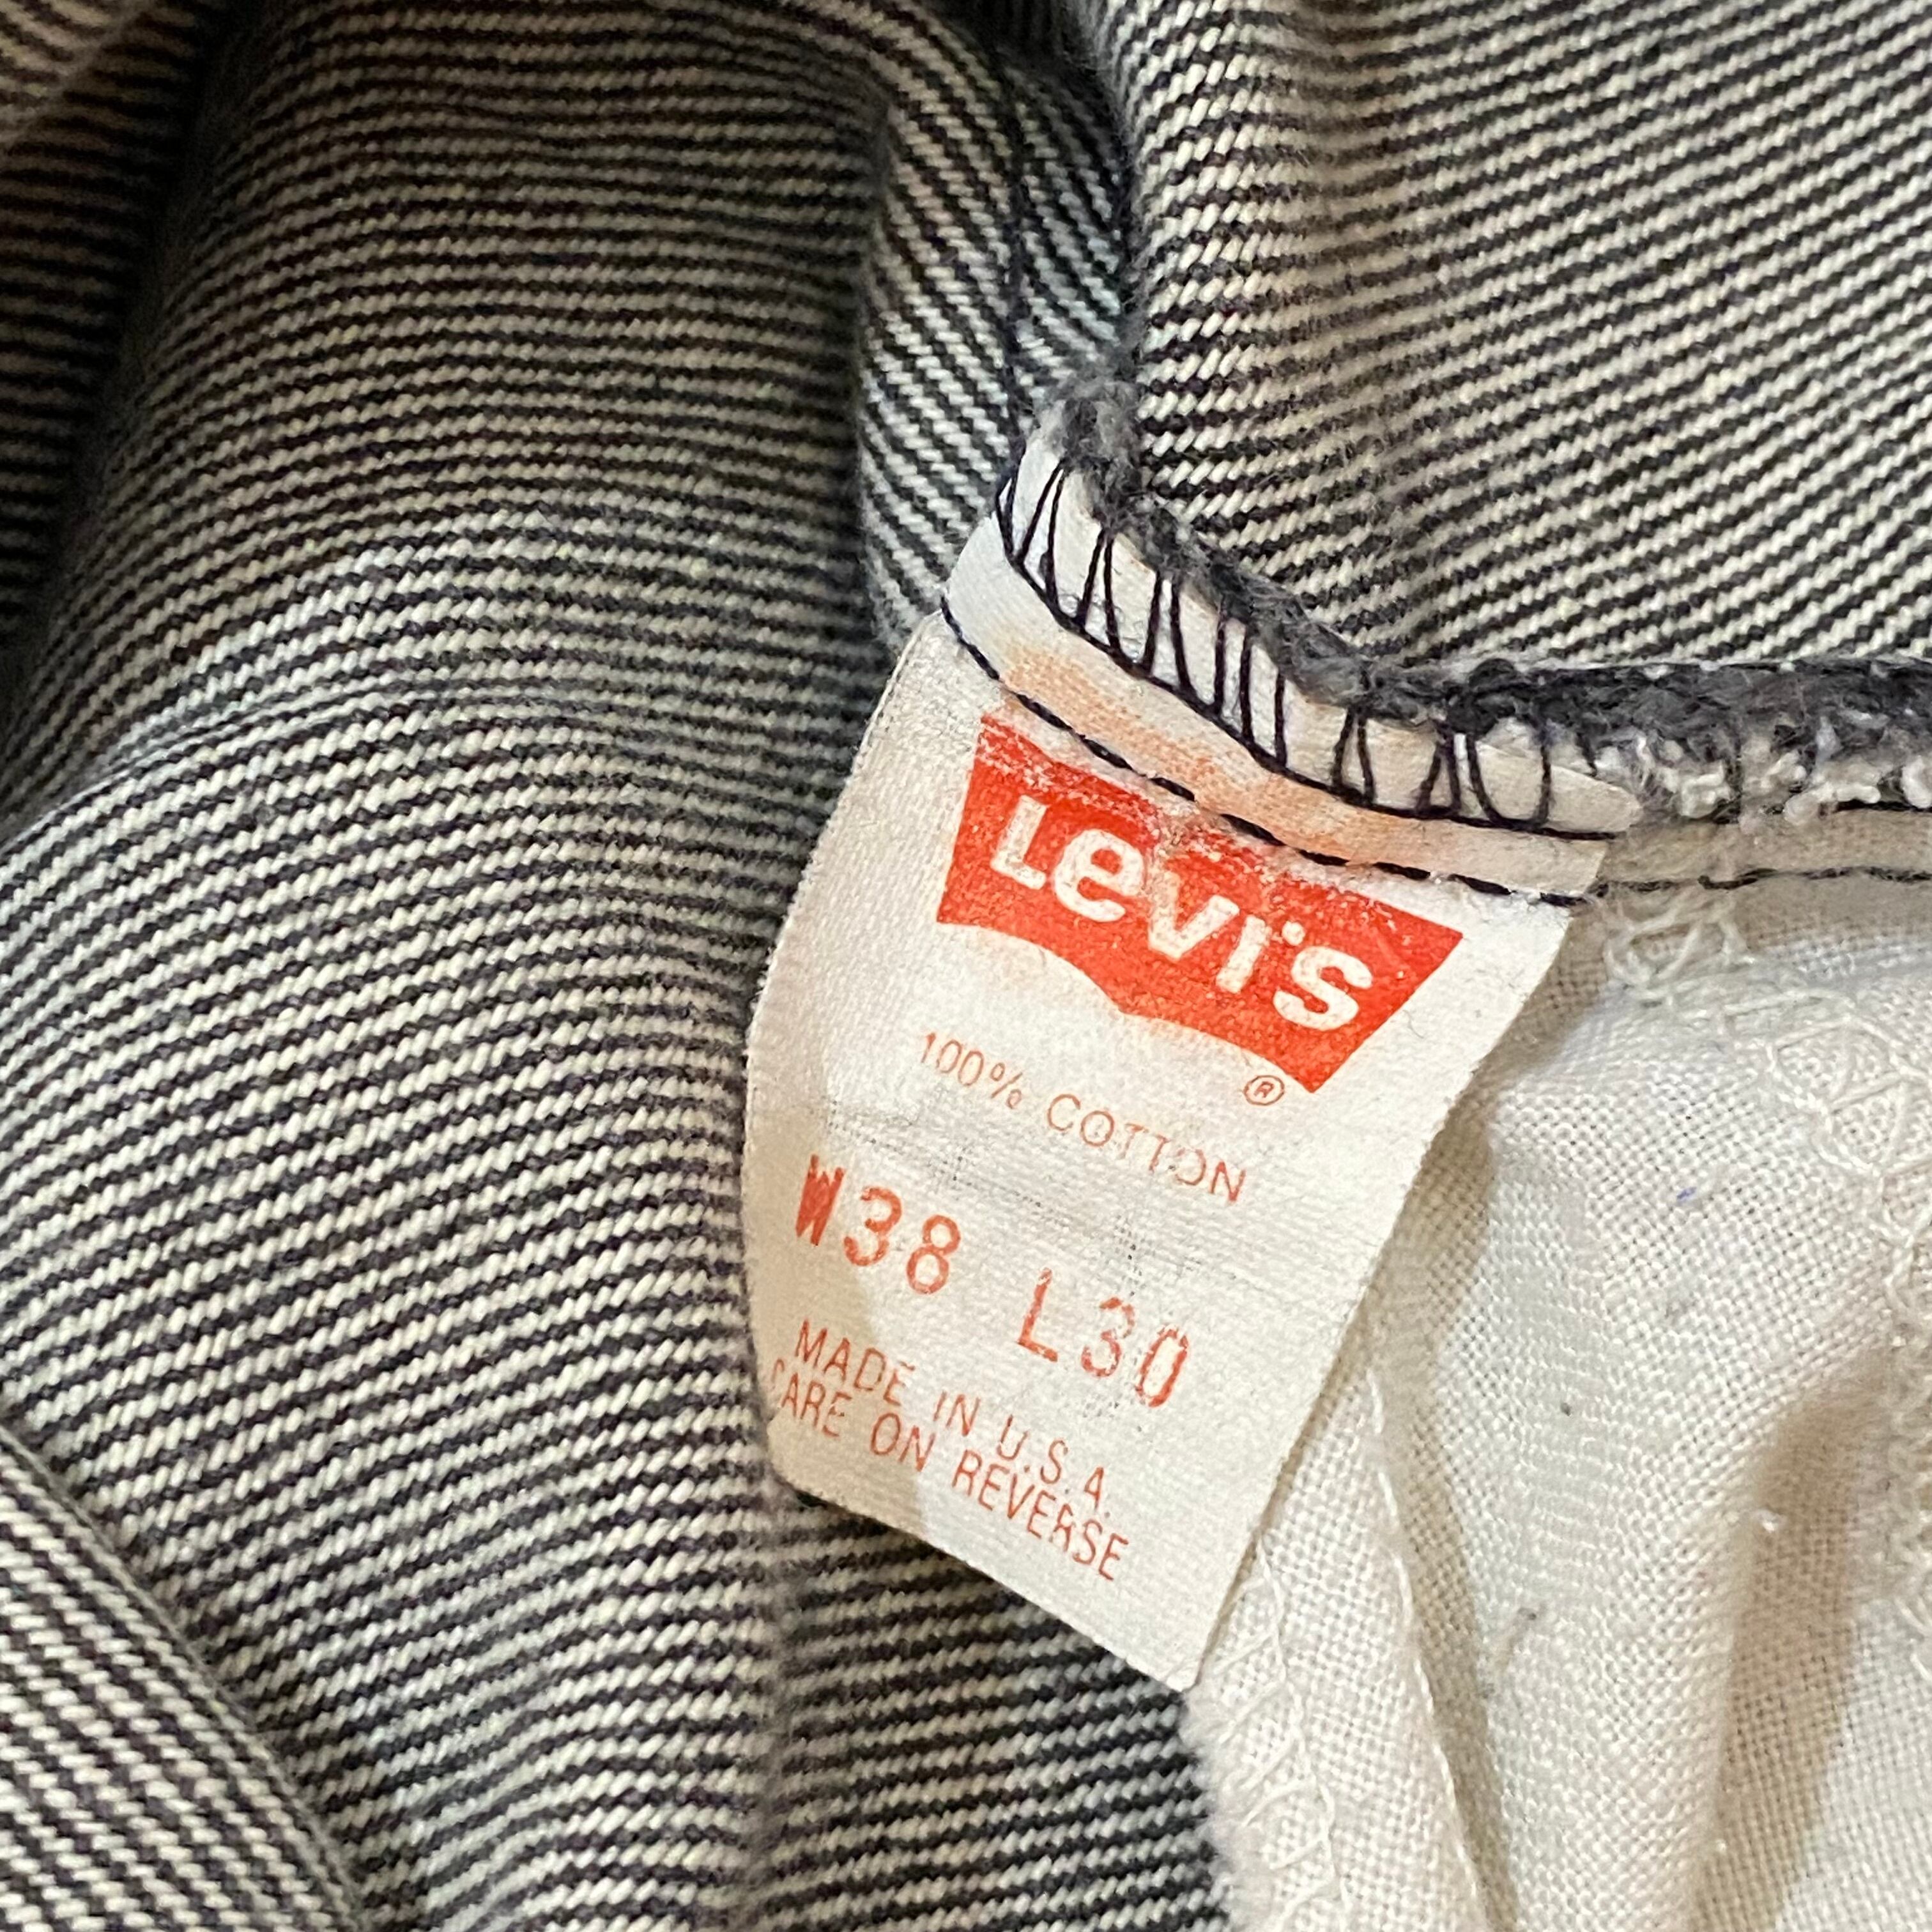 Levi's
®
100% COTTON
W38 L30
MADE IN U.S.A.
CARE ON REVERSE